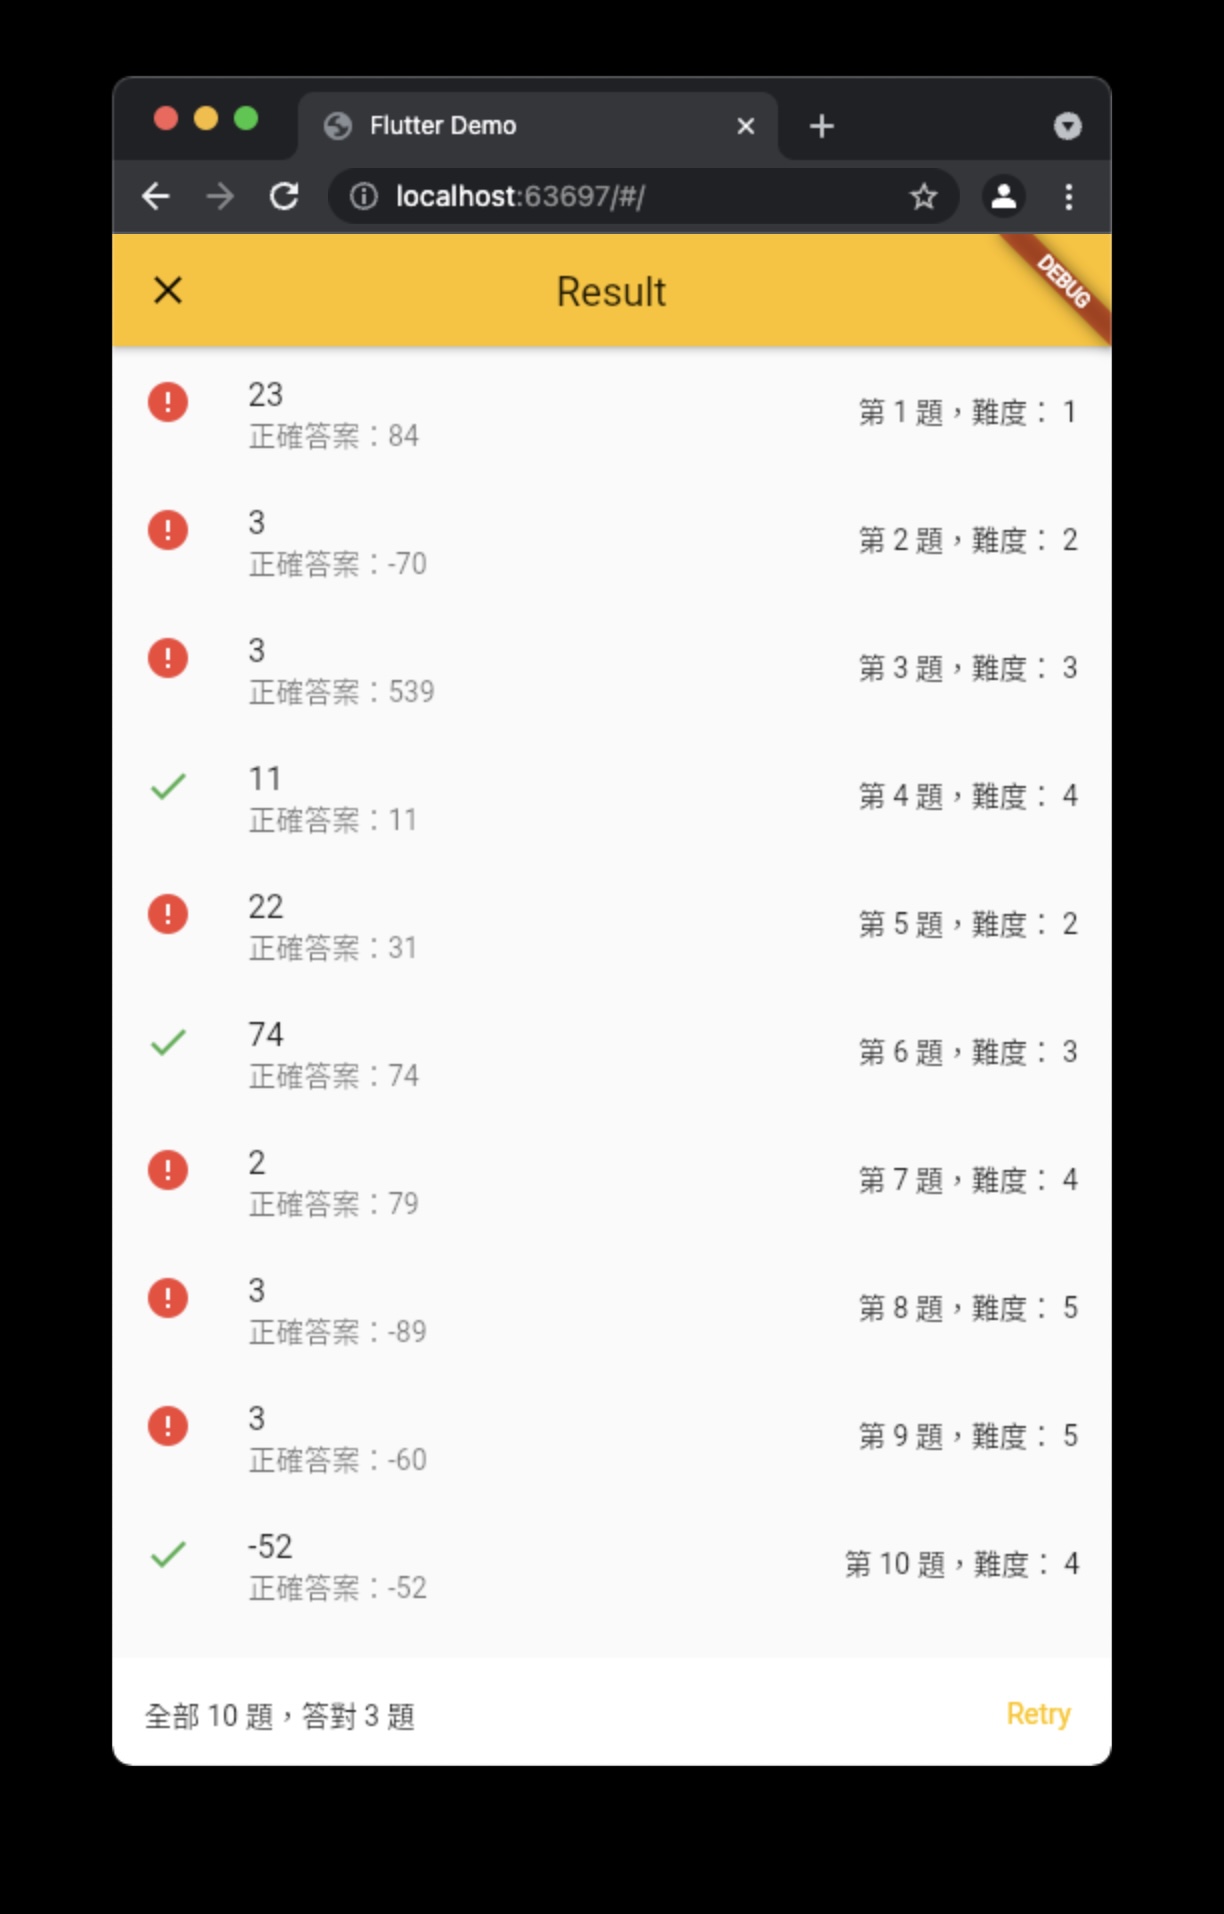 Flutter Demo
localhost:63697/#/
Result
DEBUG
23
正確答案：84
第 1 題，難度： 1
3
正確答案：-70
第 2 題，難度： 2
3
正確答案：539
第 3 題，難度： 3
11
正確答案：11
第 4 題，難度： 4
22
正確答案：31
第 5 題，難度： 2
74
正確答案：74
第 6 題，難度： 3
2
正確答案：79
第 7 題，難度： 4
3
正確答案：-89
第 8 題，難度： 5
3
正確答案：-60
第 9 題，難度： 5
-52
正確答案：-52
第 10 題，難度： 4
全部 10 題，答對 3 題
Retry